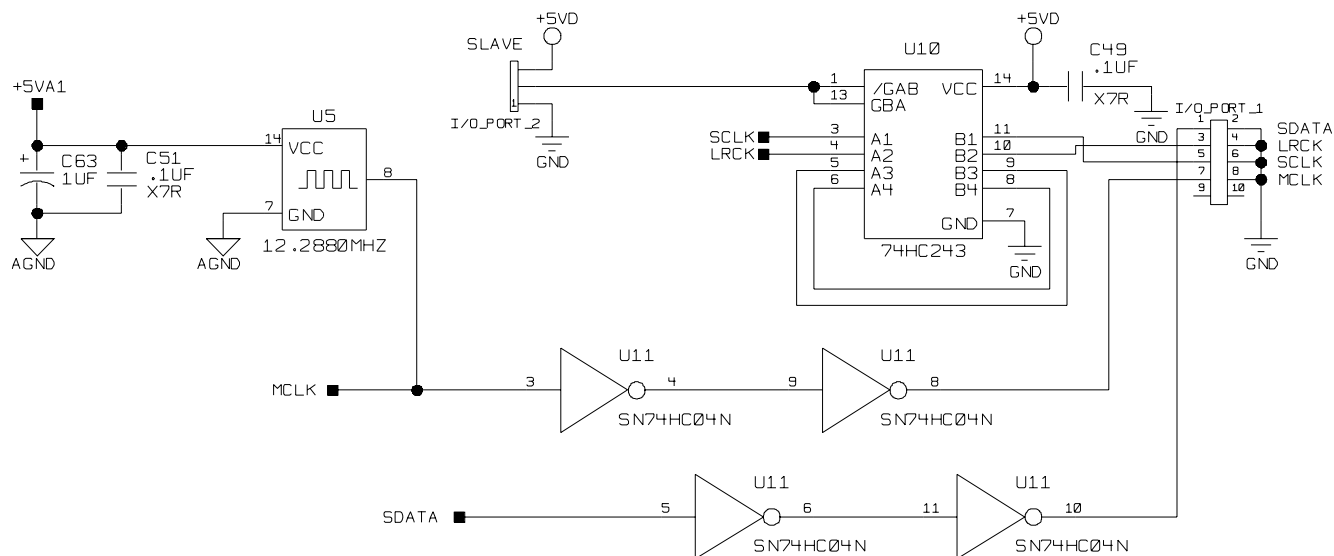 +5VD
SLAVE
1
I/O_PORT_2
GND
+5VD
C49
.1UF
X7R
GND
U10
1
13
/GAB
GBA
VCC
14
SCLK
LRCK
3
4
5
6
A1
A2
A3
A4
B1
B2
B3
B4
11
10
9
8
GND
7
GND
74HC243
I/O_PORT_1
1
3
5
7
9
2
4
6
8
10
SDATA
LRCK
SCLK
MCLK
GND
+5VA1
+
C63
1UF
C51
.1UF
X7R
AGND
U5
14
VCC
8
7
GND
12.2880MHZ
AGND
MCLK
3
U11
4
SN74HC04N
9
U11
8
SN74HC04N
SDATA
5
U11
6
SN74HC04N
11
U11
10
SN74HC04N